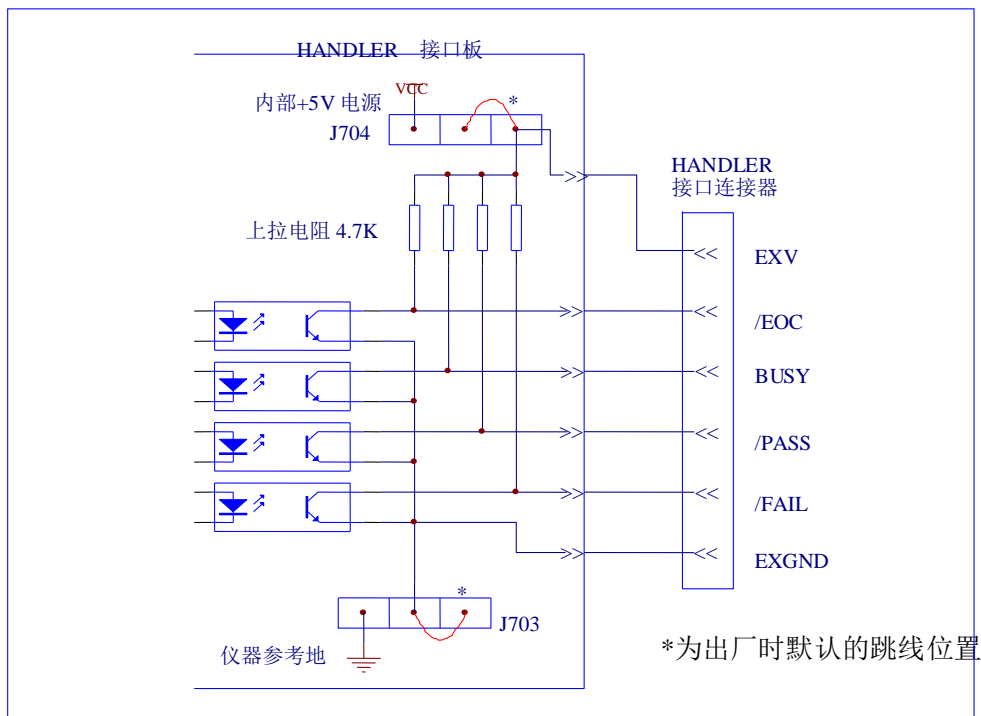 HANDLER 接口板
VCC
内部+5V 电源
*
J704
HANDLER
接口连接器
上拉电阻 4.7K
EXV
/EOC
BUSY
/PASS
/FAIL
EXGND
*
J703
仪器参考地
*为出厂时默认的跳线位置